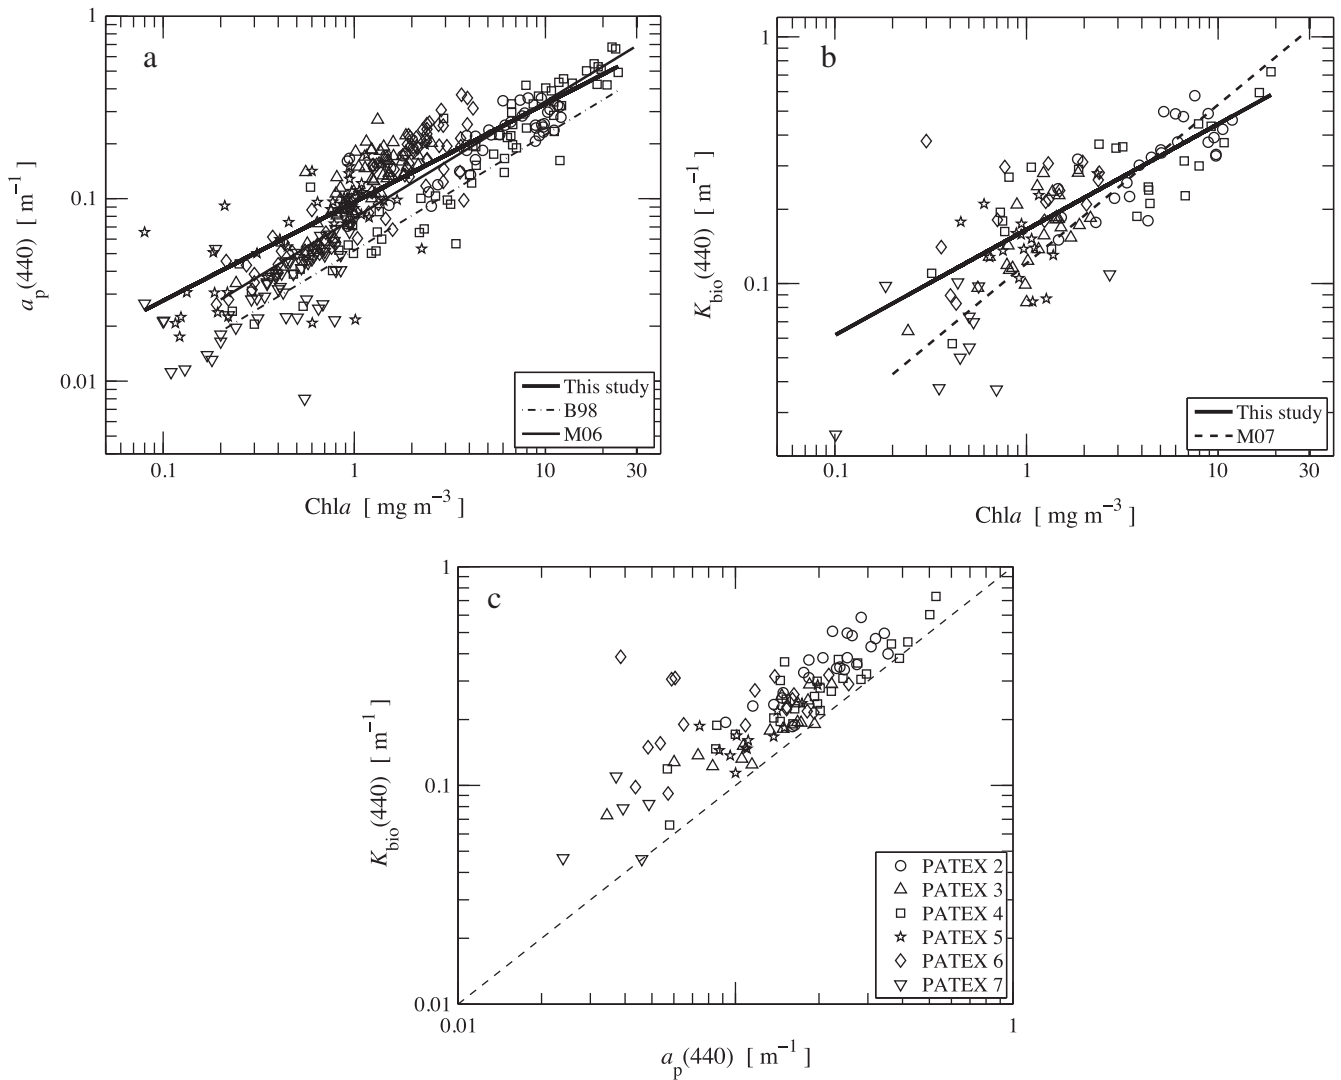 a
1
0.1
0.01
a_p(440) [ m^−1 ]
0.1 1 10 30
Chla [ mg m^−3 ]
This study
B98
M06
b
1
0.1
K_bio(440) [ m^−1 ]
0.1 1 10 30
Chla [ mg m^−3 ]
This study
M07
c
1
0.1
0.01
K_bio(440) [ m^−1 ]
0.01 0.1 1
a_p(440) [ m^−1 ]
PATEX 2
PATEX 3
PATEX 4
PATEX 5
PATEX 6
PATEX 7